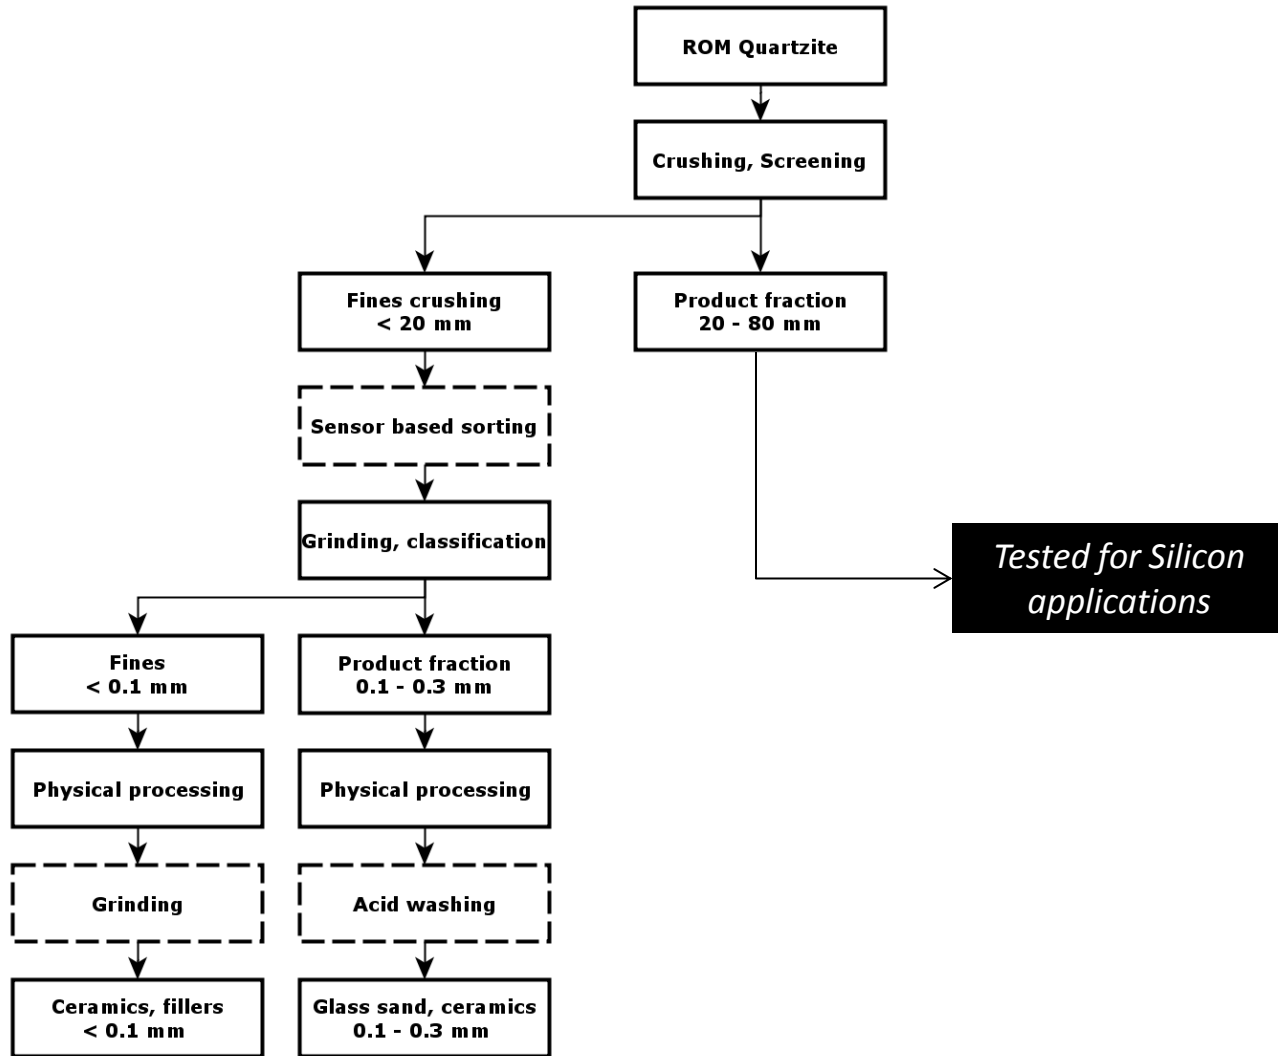 ROM Quartzite
Crushing, Screening
Fines crushing
< 20 mm
Product fraction
20 - 80 mm
Sensor based sorting
Grinding, classification
Tested for Silicon
applications
Fines
< 0.1 mm
Product fraction
0.1 - 0.3 mm
Physical processing
Physical processing
Grinding
Acid washing
Ceramics, fillers
< 0.1 mm
Glass sand, ceramics
0.1 - 0.3 mm